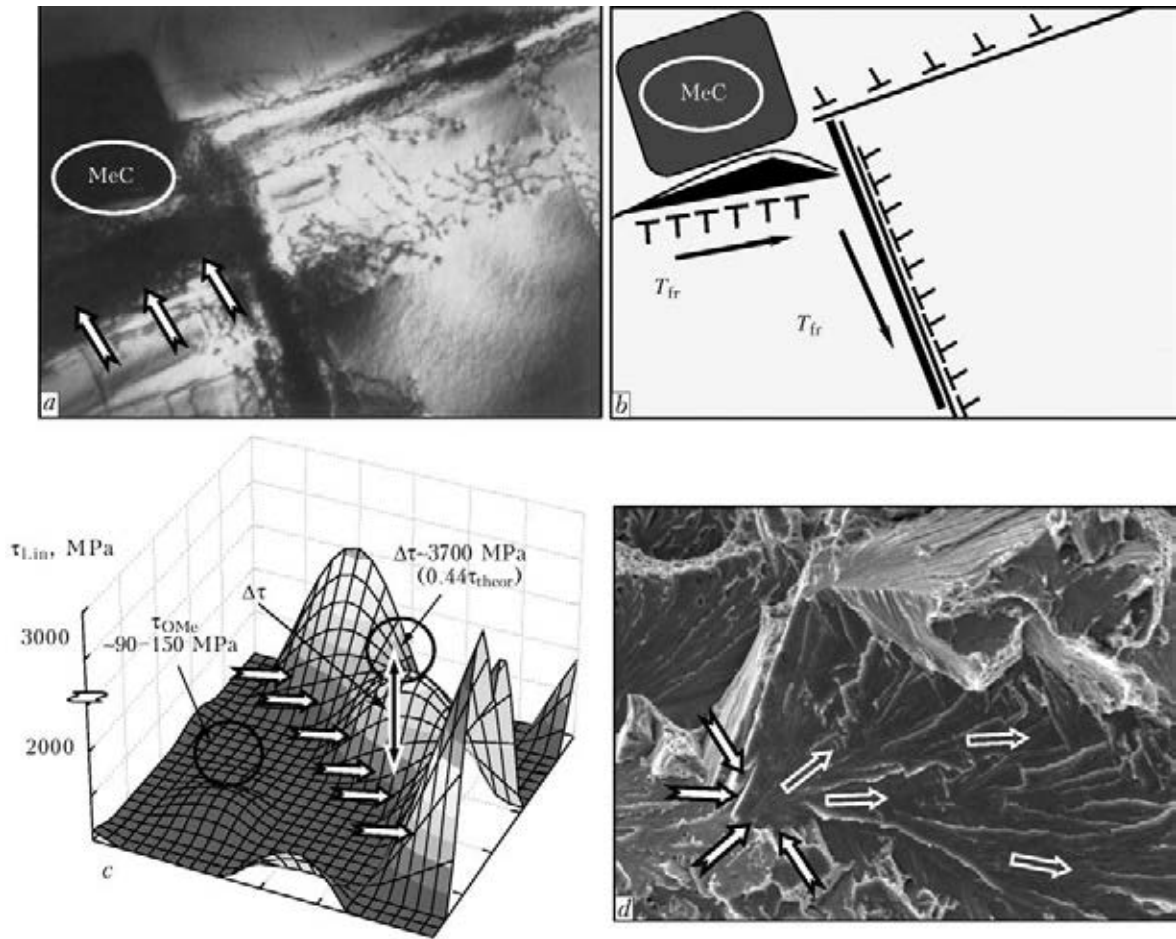 MeC
a
MeC
T_fr
T_fr
b
τ_l.in, MPa
3000
2000
τ_OMe
~90–150 MPa
Δτ
Δτ~3700 MPa
(0.44τ_theor)
c
d